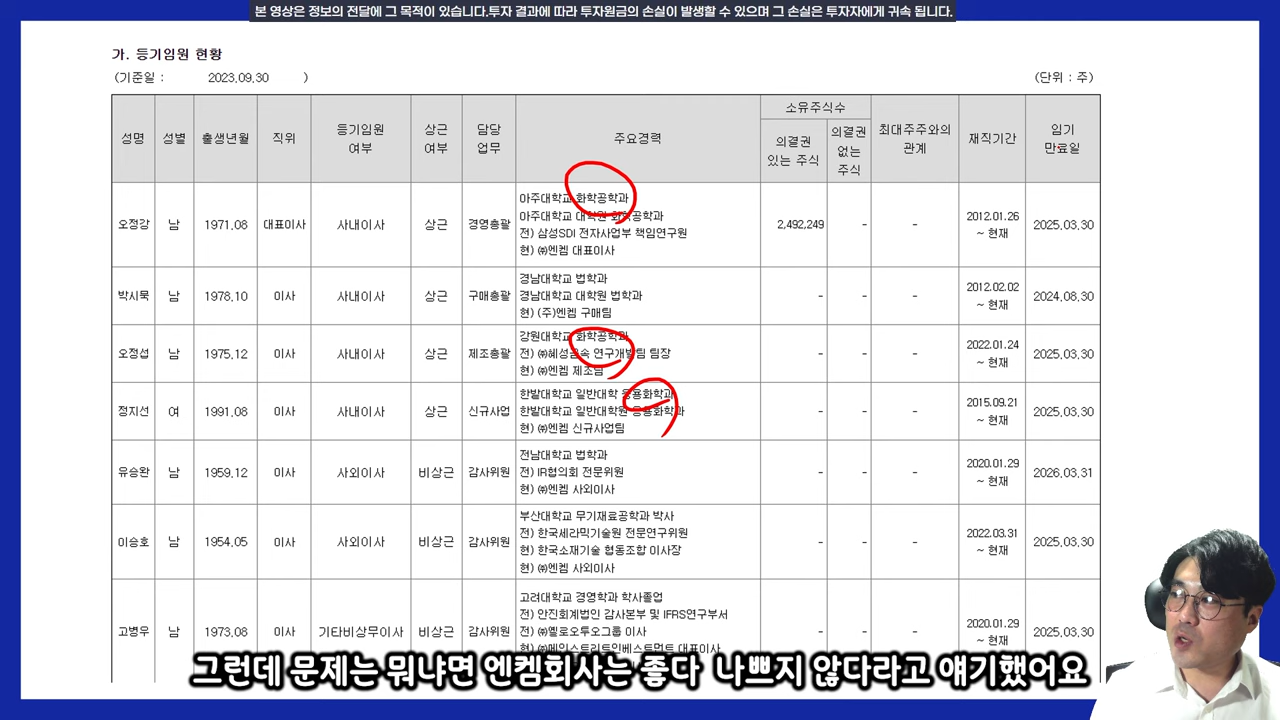 본 영상은 정보의 전달에 그 목적이 있습니다.투자 결과에 따라 투자원금의 손실이 발생할 수 있으며 그 손실은 투자자에게 귀속 됩니다.
가. 등기임원 현황
(기준일 : 2023.09.30 ) (단위 : 주)
성명 성별 출생년월 직위 등기임원 여부 상근 여부 담당 업무 주요경력 소유주식수 의결권 있는 주식 의결권 없는 주식 최대주주와의 관계 재직기간 임기 만료일
오정강 남 1971.08 대표이사 사내이사 상근 경영총괄
아주대학교 화학공학과
아주대학교 대학원 화학공학과
전) 삼성SDI 전자사업부 책임연구원
현) ㈜엔켐 대표이사
2,492,249 - - 2012.01.26 ~ 현재 2025.03.30
박시묵 남 1978.10 이사 사내이사 상근 구매총괄
경남대학교 법학과
경남대학교 대학원 법학과
현) (주)엔켐 구매팀
- - - 2012.02.02 ~ 현재 2024.08.30
오정섭 남 1975.12 이사 사내이사 상근 제조총괄
강원대학교 화학공학과
전) ㈜혜성금속 연구개발팀 팀장
현) ㈜엔켐 제조팀
- - - 2022.01.24 ~ 현재 2025.03.30
정지선 여 1991.08 이사 사내이사 상근 신규사업
한밭대학교 일반대학 응용화학과
한밭대학교 일반대학원 응용화학과
현) ㈜엔켐 신규사업팀
- - - 2015.09.21 ~ 현재 2025.03.30
유승완 남 1959.12 이사 사외이사 비상근 감사위원
전남대학교 법학과
전) IR협의회 전문위원
현) ㈜엔켐 사외이사
- - - 2020.01.29 ~ 현재 2026.03.31
이승호 남 1954.05 이사 사외이사 비상근 감사위원
부산대학교 무기재료공학과 박사
전) 한국세라믹기술원 전문연구위원
현) 한국소재기술 협동조합 이사장
현) ㈜엔켐 사외이사
- - - 2022.03.31 ~ 현재 2025.03.30
고병우 남 1973.08 이사 기타비상무이사 비상근 감사위원
고려대학교 경영학과 학사졸업
전) 안진회계법인 감사본부 및 IFRS연구부서
전) ㈜옐로오투오그룹 이사
현) ㈜메인스트리트인베스트먼트 대표이사
- - - 2020.01.29 ~ 현재 2025.03.30
그런데 문제는 뭐냐면 엔켐회사는 좋다 나쁘지 않다라고 얘기했어요